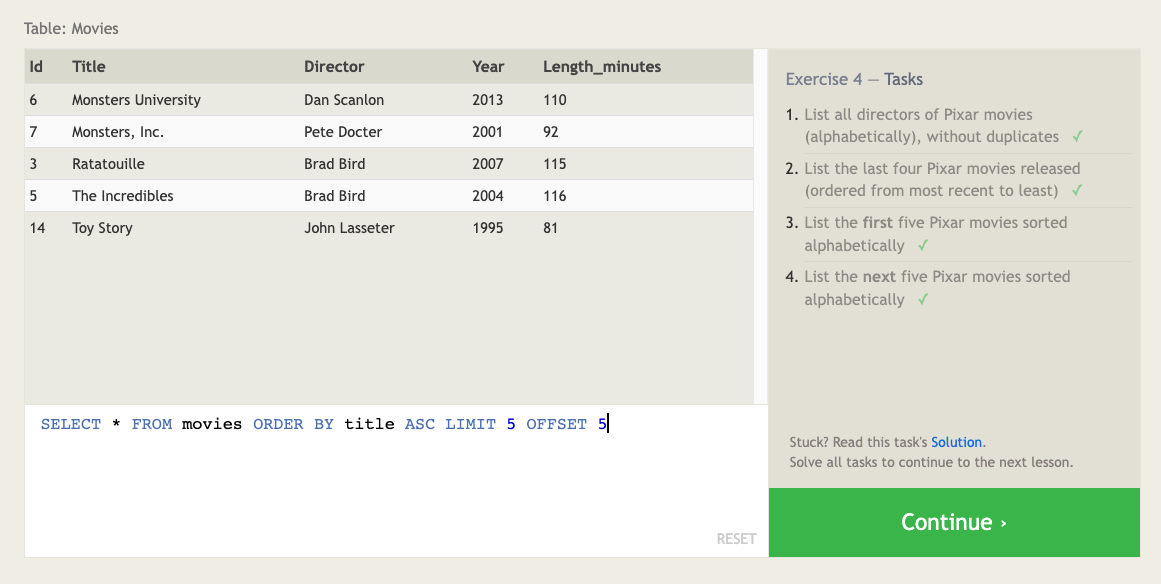 Table: Movies
Id Title Director Year Length_minutes
6 Monsters University Dan Scanlon 2013 110
7 Monsters, Inc. Pete Docter 2001 92
3 Ratatouille Brad Bird 2007 115
5 The Incredibles Brad Bird 2004 116
14 Toy Story John Lasseter 1995 81
SELECT * FROM movies ORDER BY title ASC LIMIT 5 OFFSET 5
RESET
Exercise 4 — Tasks
1. List all directors of Pixar movies
(alphabetically), without duplicates ✓
2. List the last four Pixar movies released
(ordered from most recent to least) ✓
3. List the first five Pixar movies sorted
alphabetically ✓
4. List the next five Pixar movies sorted
alphabetically ✓
Stuck? Read this task's Solution.
Solve all tasks to continue to the next lesson.
Continue ›